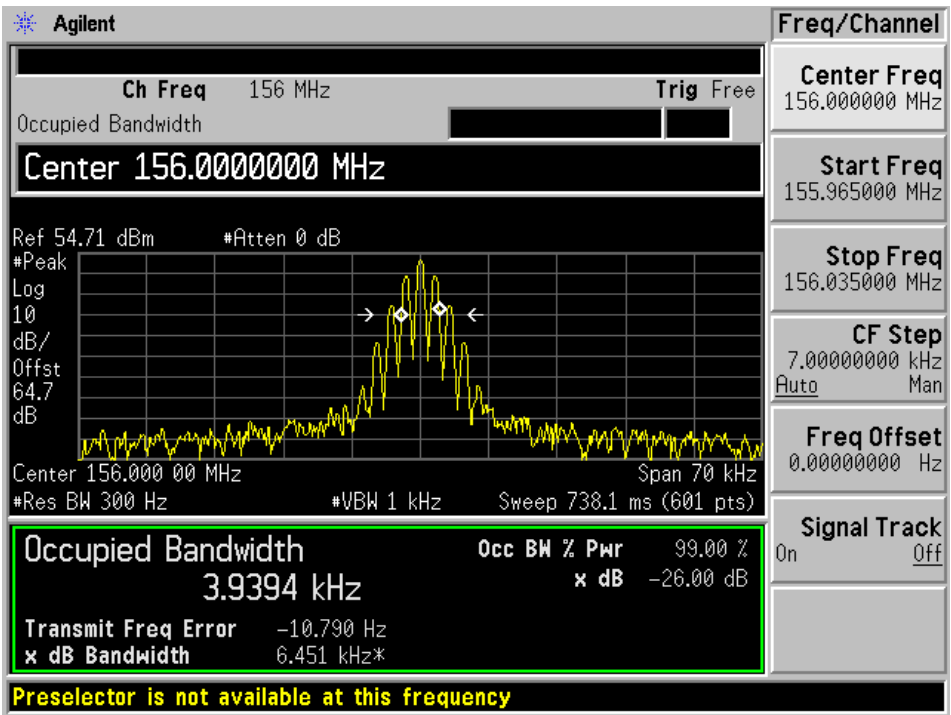 Agilent
Ch Freq 156 MHz Trig Free
Occupied Bandwidth
Center 156.0000000 MHz
Ref 54.71 dBm #Atten 0 dB
#Peak
Log
10
dB/
Offst
64.7
dB
Center 156.000 00 MHz Span 70 kHz
#Res BW 300 Hz #VBW 1 kHz Sweep 738.1 ms (601 pts)
Occupied Bandwidth Occ BW % Pwr 99.00 %
3.9394 kHz x dB -26.00 dB
Transmit Freq Error -10.790 Hz
x dB Bandwidth 6.451 kHz*
Preselector is not available at this frequency
Freq/Channel
Center Freq
156.000000 MHz
Start Freq
155.965000 MHz
Stop Freq
156.035000 MHz
CF Step
7.00000000 kHz
Auto Man
Freq Offset
0.00000000 Hz
Signal Track
On Off